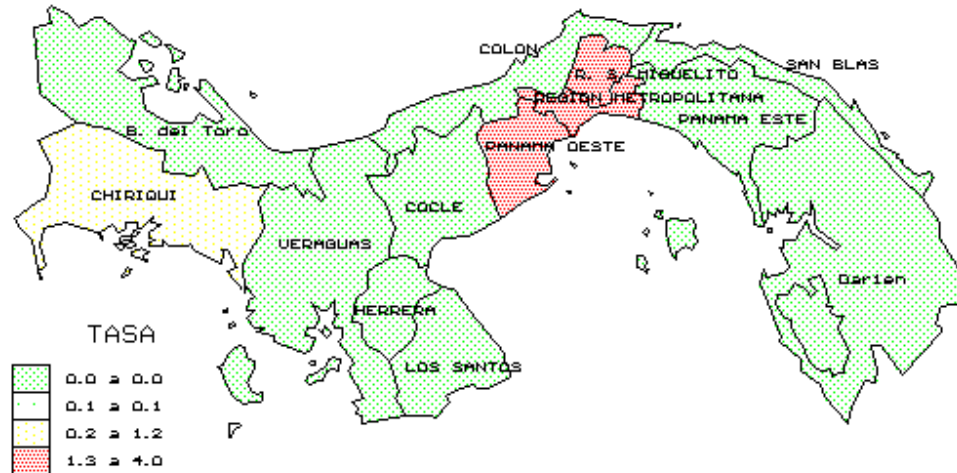 COLON
SAN BLAS
R. S. MIGUELITO
REGION METROPOLITANA
PANAMA ESTE
B. del Toro
PANAMA OESTE
CHIRIQUI
COCLE
VERAGUAS
Darien
HERRERA
LOS SANTOS
TASA
0.0 a 0.0
0.1 a 0.1
0.2 a 1.2
1.3 a 4.0